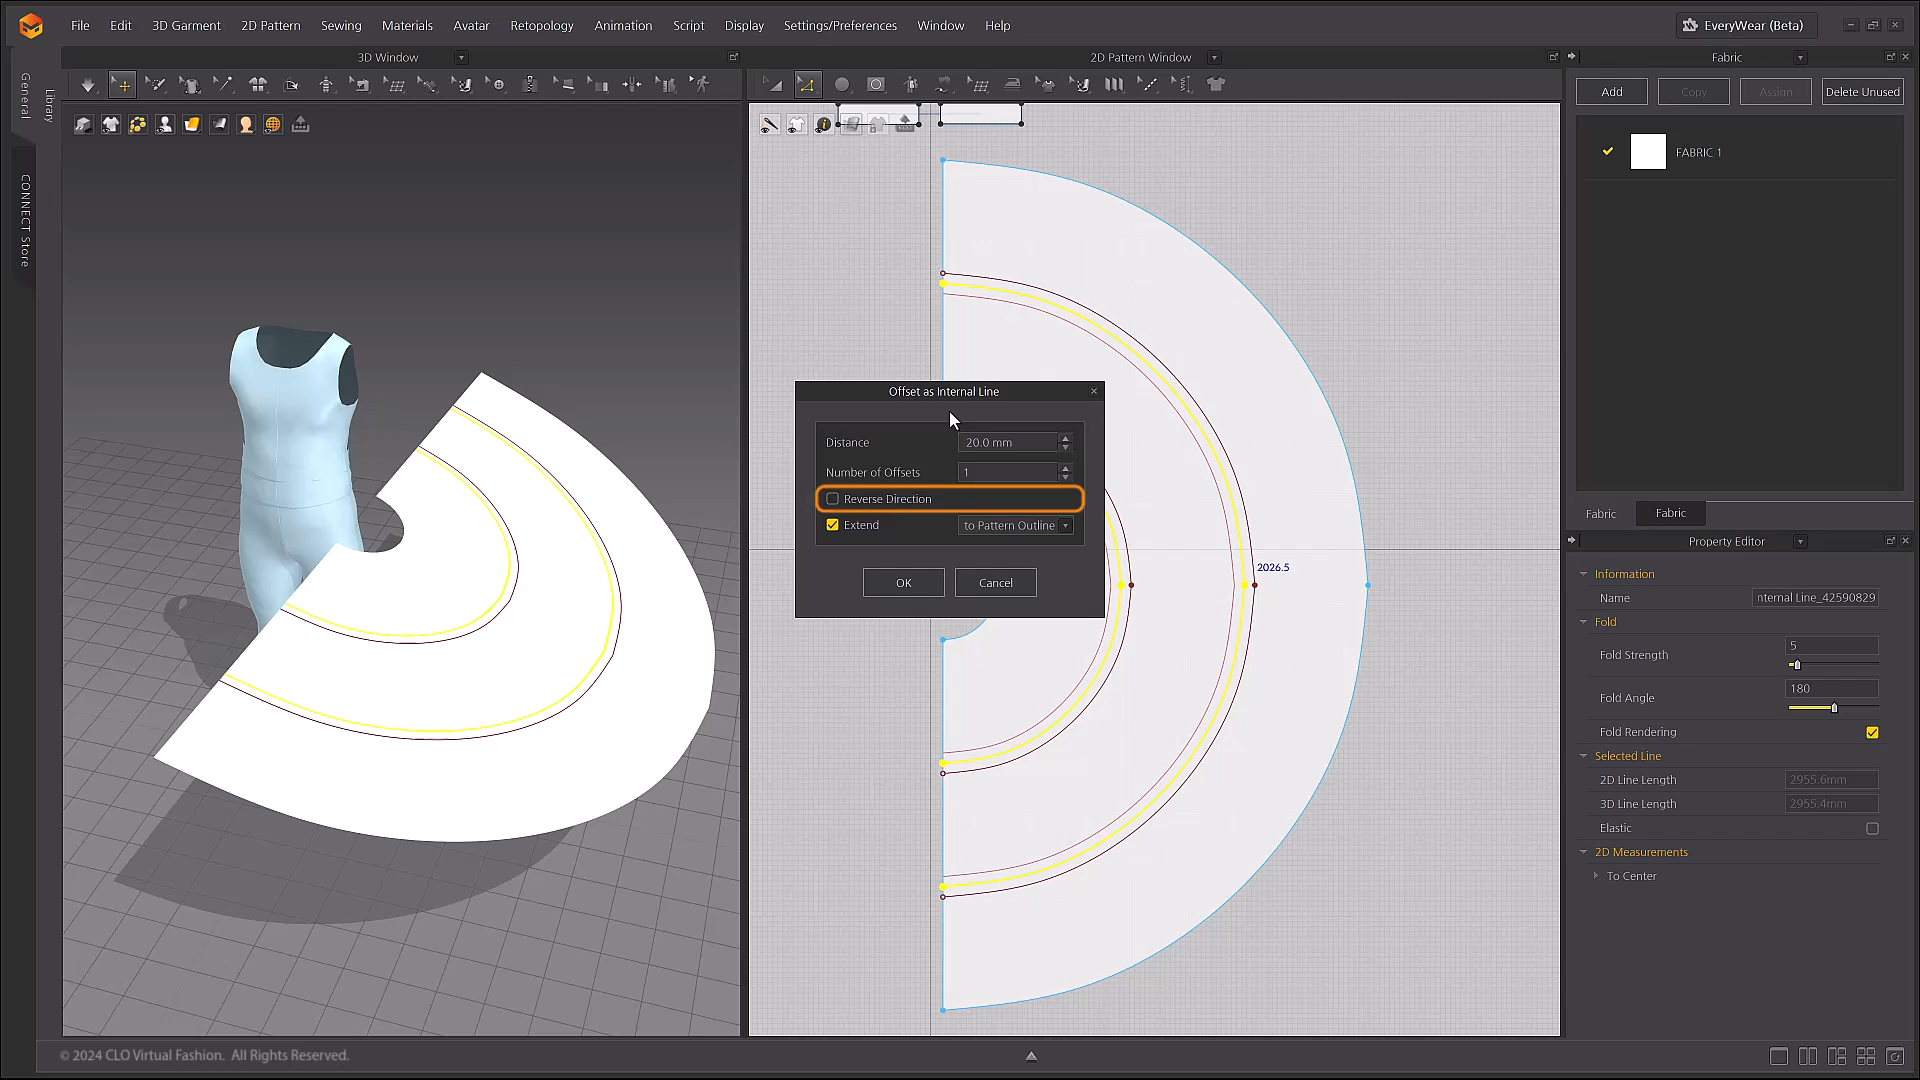 File Edit 3D Garment 2D Pattern Sewing Materials Avatar Retopology Animation Script Display Settings/Preferences Window Help EveryWear (Beta)
General
Library
CONNECT Store
3D Window
2D Pattern Window
Fabric
Add Copy Assign Delete Unused
FABRIC 1
Fabric Fabric
Offset as Internal Line
Distance 20.0 mm
Number of Offsets 1
Reverse Direction
Extend to Pattern Outline
OK Cancel
2026.5
Property Editor
Information
Name nternal Line_42590829
Fold
Fold Strength 5
Fold Angle 180
Fold Rendering
Selected Line
2D Line Length 2955.6mm
3D Line Length 2955.4mm
Elastic
2D Measurements
To Center
© 2024 CLO Virtual Fashion. All Rights Reserved.